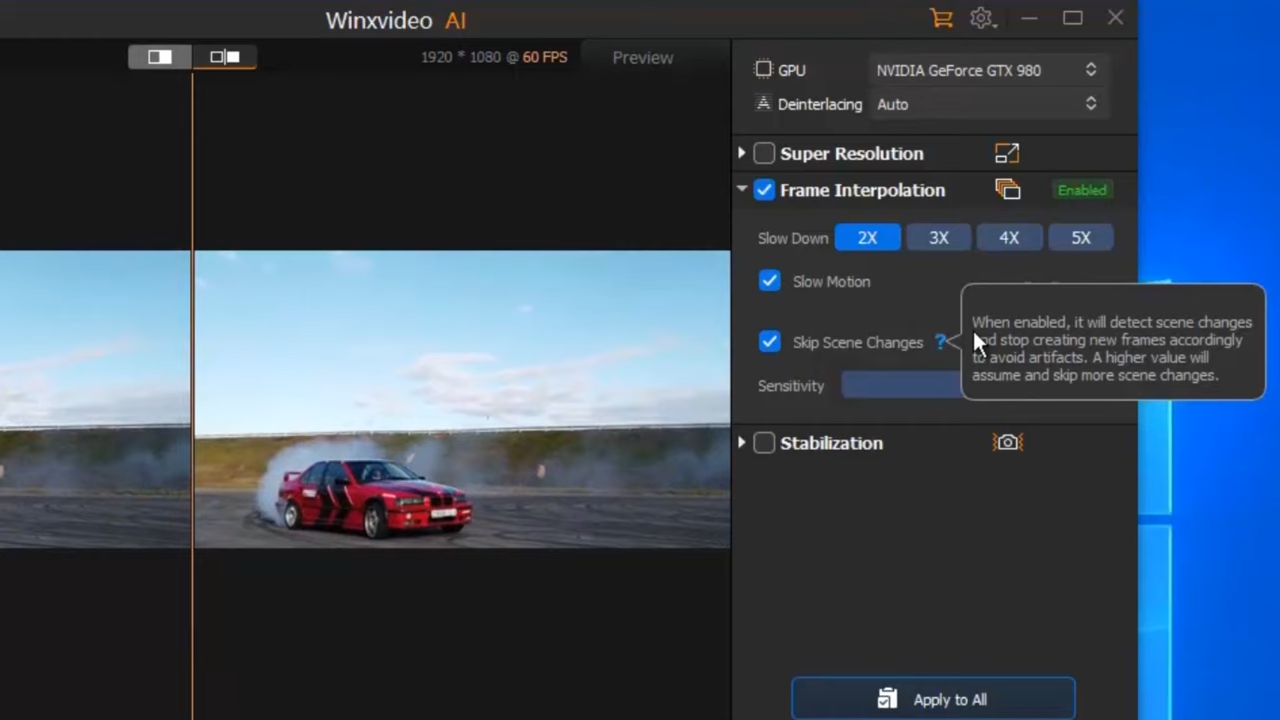 Winxvideo AI
1920 * 1080 @ 60 FPS
Preview
GPU
NVIDIA GeForce GTX 980
Deinterlacing
Auto
Super Resolution
Frame Interpolation
Enabled
Slow Down
2X
3X
4X
5X
Slow Motion
Skip Scene Changes ?
When enabled, it will detect scene changes
and stop creating new frames accordingly
to avoid artifacts. A higher value will
assume and skip more scene changes.
Sensitivity
Stabilization
Apply to All